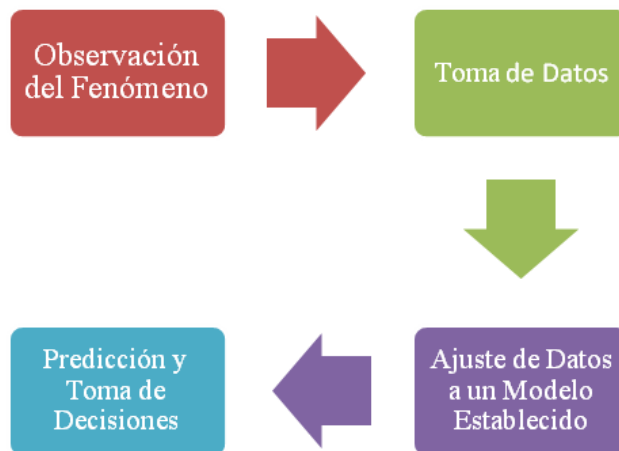 Observación
del Fenómeno
Toma de Datos
Ajuste de Datos
a un Modelo
Establecido
Predicción y
Toma de
Decisiones